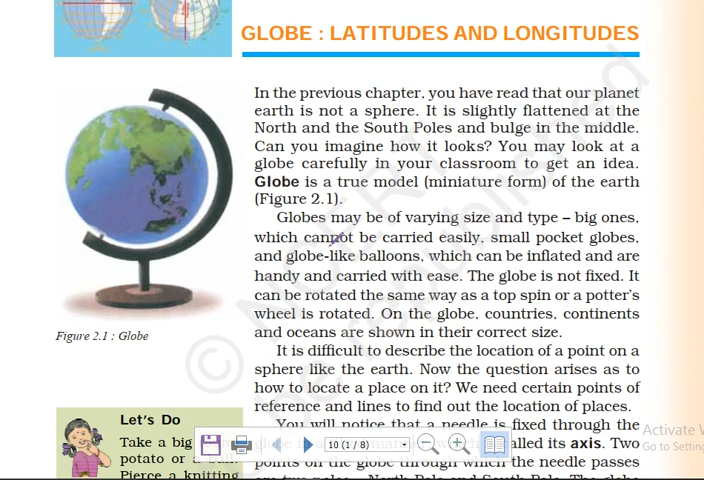 GLOBE : LATITUDES AND LONGITUDES
In the previous chapter, you have read that our planet
earth is not a sphere. It is slightly flattened at the
North and the South Poles and bulge in the middle.
Can you imagine how it looks? You may look at a
globe carefully in your classroom to get an idea.
Globe is a true model (miniature form) of the earth
(Figure 2.1).
Globes may be of varying size and type – big ones,
which cannot be carried easily, small pocket globes,
and globe-like balloons, which can be inflated and are
handy and carried with ease. The globe is not fixed. It
can be rotated the same way as a top spin or a potter's
wheel is rotated. On the globe, countries, continents
and oceans are shown in their correct size.
It is difficult to describe the location of a point on a
sphere like the earth. Now the question arises as to
how to locate a place on it? We need certain points of
reference and lines to find out the location of places.
You will notice that a needle is fixed through the
called its axis. Two
points on the globe through which the needle passes
Figure 2.1 : Globe
Let's Do
Take a big
potato or a
Pierce a knitting
10 (1 / 8)
Activate
Go to Setting
© NCERT
be republished